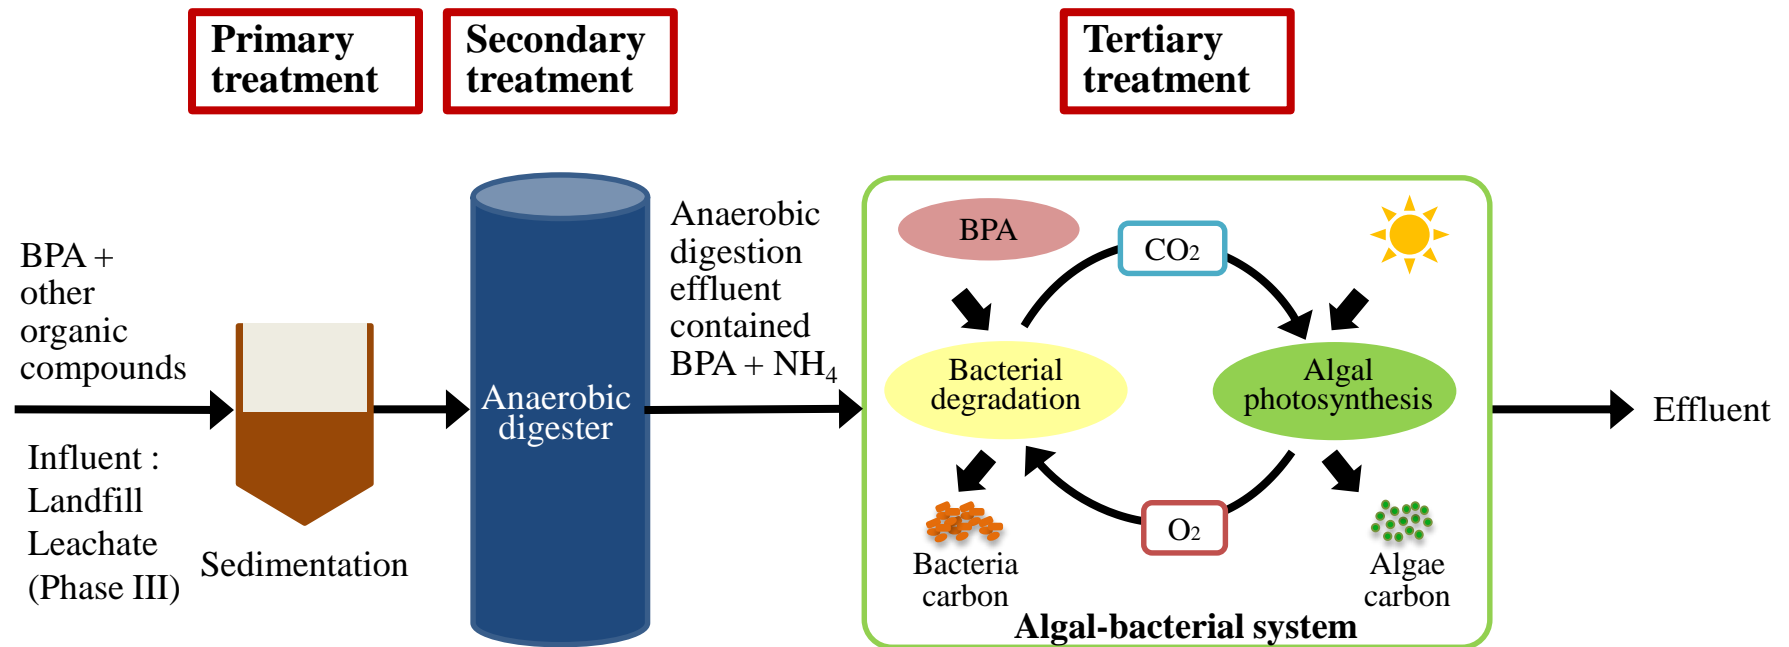 Primary
treatment
Secondary
treatment
Tertiary
treatment
BPA +
other
organic
compounds
Influent :
Landfill
Leachate
(Phase III)
Sedimentation
Anaerobic
digester
Anaerobic
digestion
effluent
contained
BPA + NH₄
BPA
CO₂
Bacterial
degradation
Algal
photosynthesis
O₂
Bacteria
carbon
Algae
carbon
Algal-bacterial system
Effluent